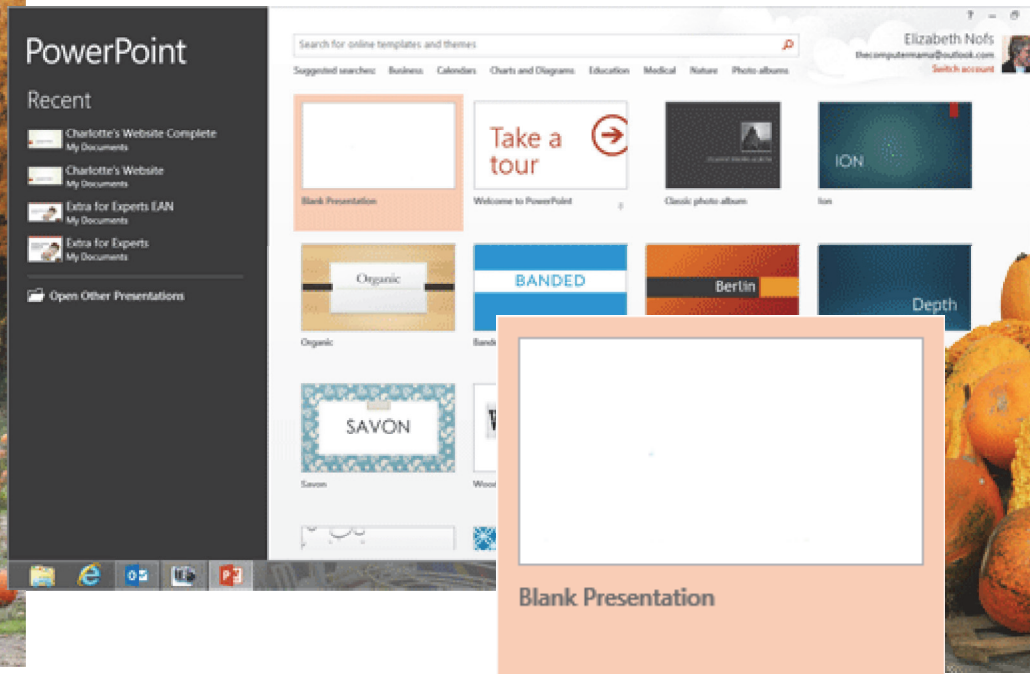 PowerPoint
Recent
Charlotte's Website Complete
My Documents
Charlotte's Website
My Documents
Extra for Experts EAN
My Documents
Extra for Experts
My Documents
Open Other Presentations
?
Elizabeth Nofs
thecomputermama@outlook.com
Switch account
Search for online templates and themes
Suggested searches: Business Calendars Charts and Diagrams Education Medical Nature Photo albums
Take a
tour
ION
Blank Presentation
Welcome to PowerPoint
Classic photo album
Ion
Organic
BANDED
Berlin
Depth
Organic
Band
SAVON
W
Savon
Woo
Blank Presentation